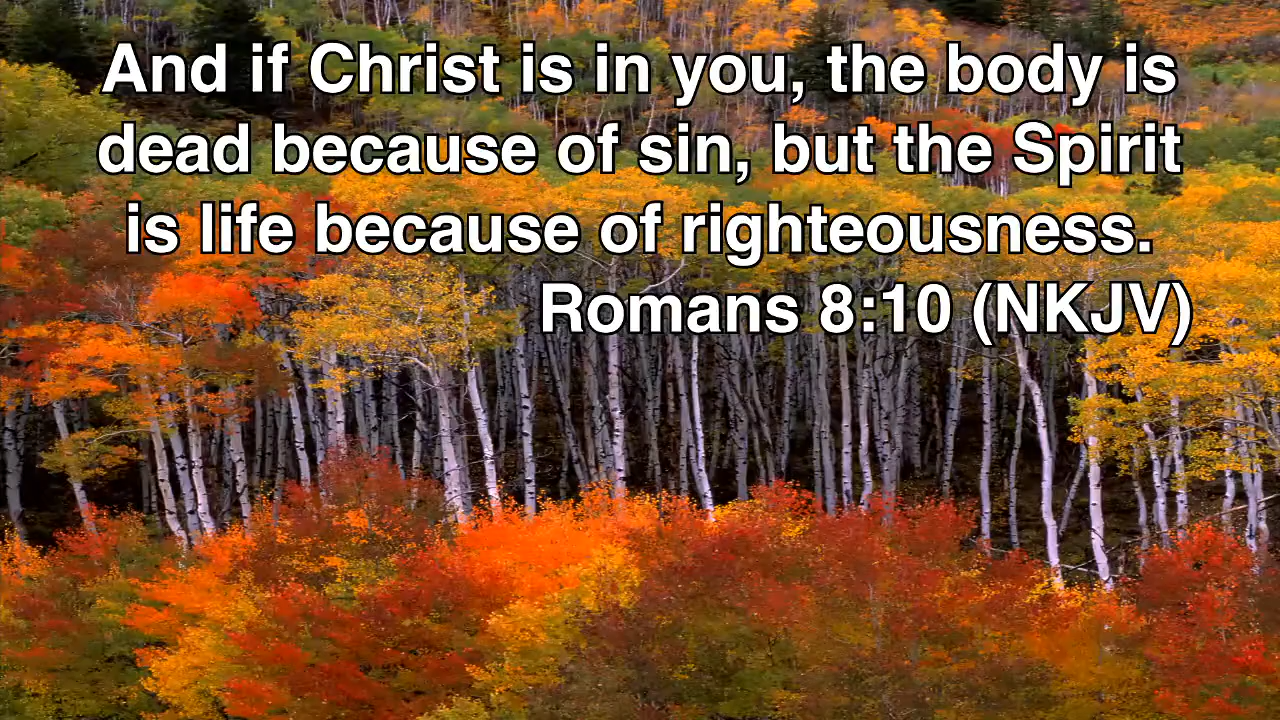 And if Christ is in you, the body is
dead because of sin, but the Spirit
is life because of righteousness.
Romans 8:10 (NKJV)